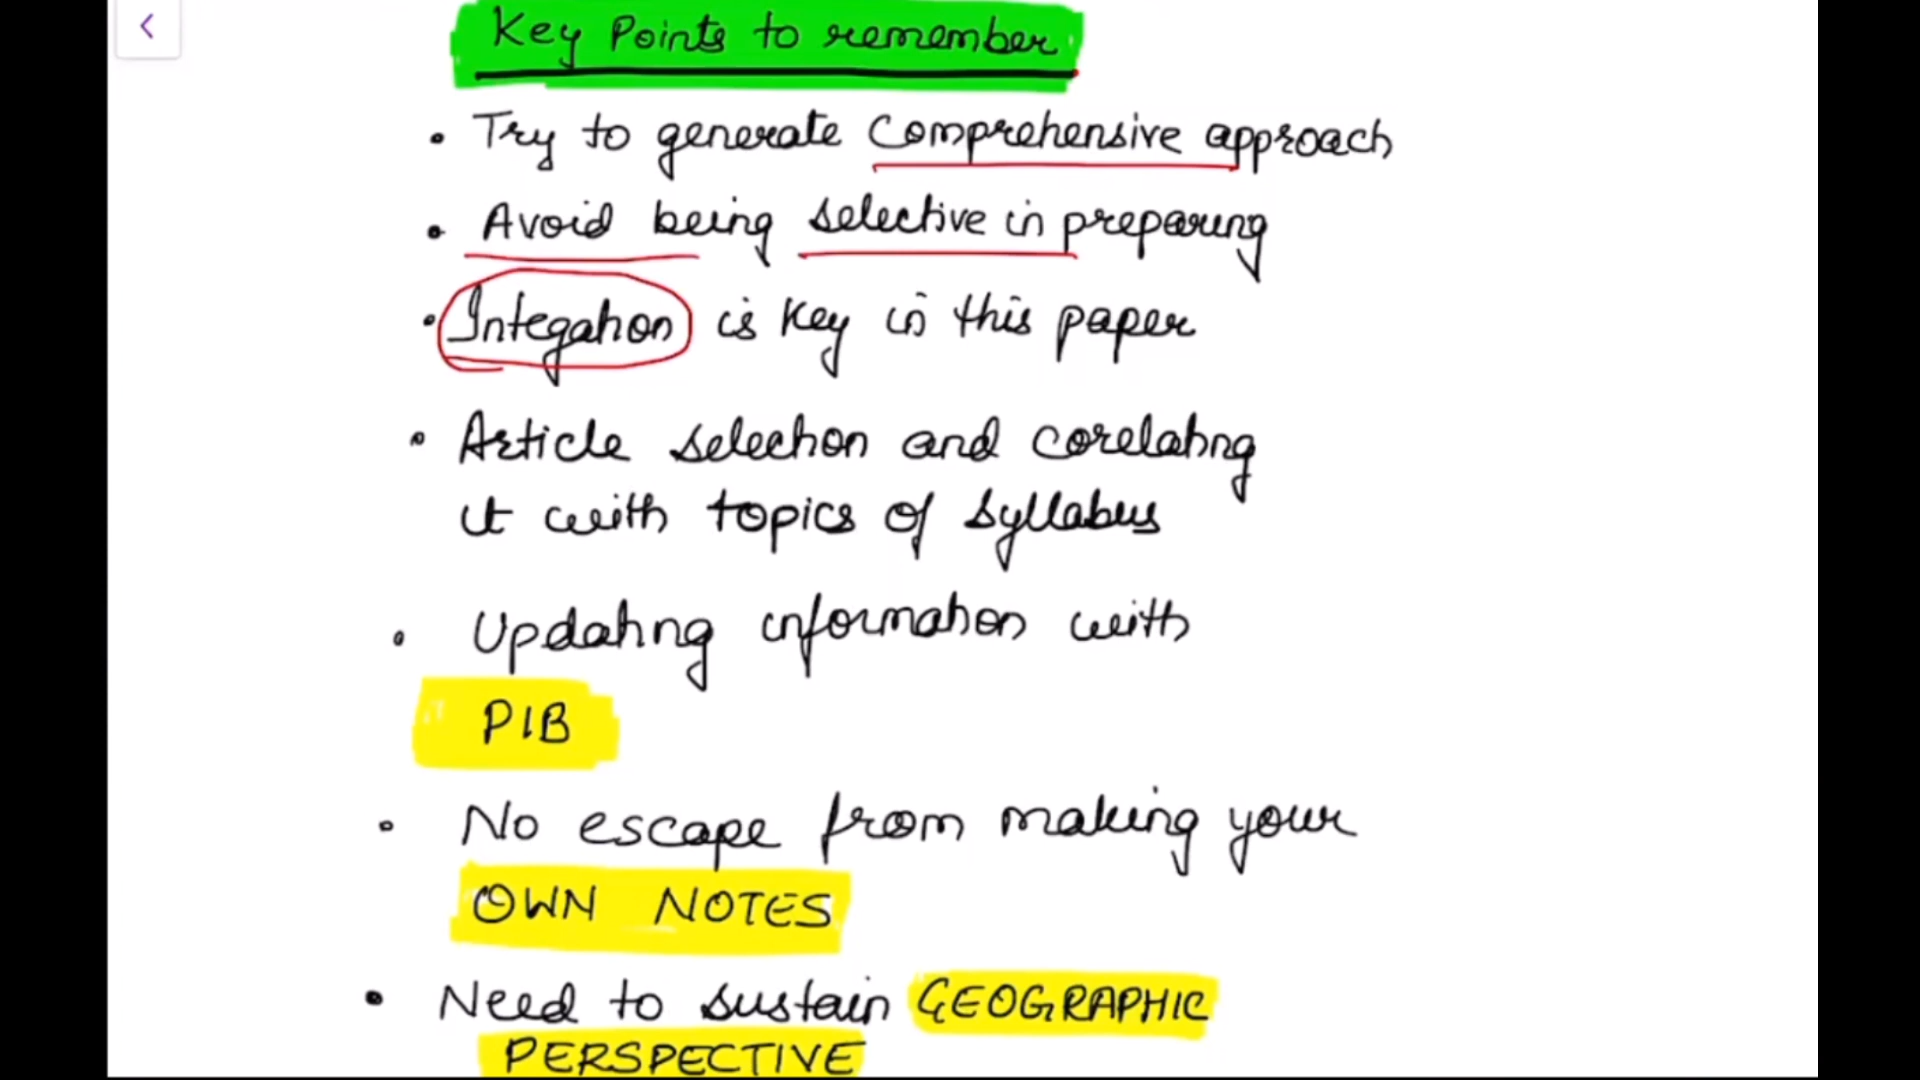 Key Points to remember
• Try to generate Comprehensive approach
• Avoid being selective in preparing
• Integation is key in this paper
• Article selection and corelating
it with topics of syllabus
• Updating information with
PIB
• No escape from making your
OWN NOTES
• Need to sustain GEOGRAPHIC
PERSPECTIVE